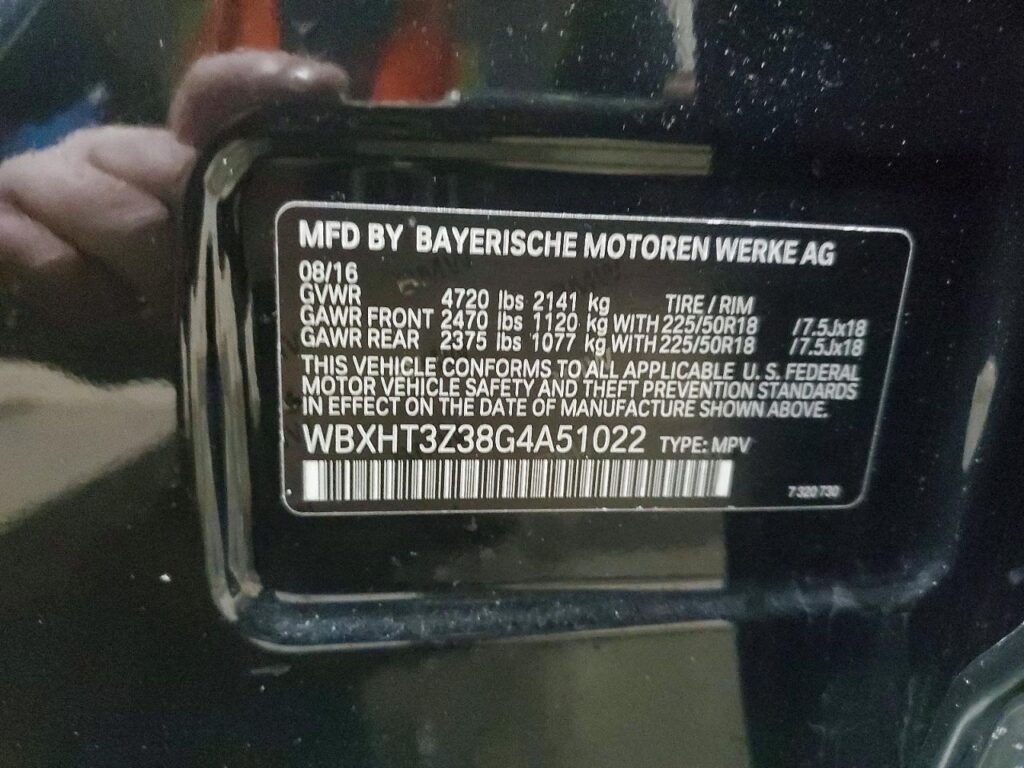 MFD BY BAYERISCHE MOTOREN WERKE AG
08/16
GVWR 4720 lbs 2141 kg TIRE / RIM
GAWR FRONT 2470 lbs 1120 kg WITH 225/50R18 /7.5Jx18
GAWR REAR 2375 lbs 1077 kg WITH 225/50R18 /7.5Jx18
THIS VEHICLE CONFORMS TO ALL APPLICABLE U.S. FEDERAL
MOTOR VEHICLE SAFETY AND THEFT PREVENTION STANDARDS
IN EFFECT ON THE DATE OF MANUFACTURE SHOWN ABOVE.
WBXHT3Z38G4A51022 TYPE: MPV
7 320 730